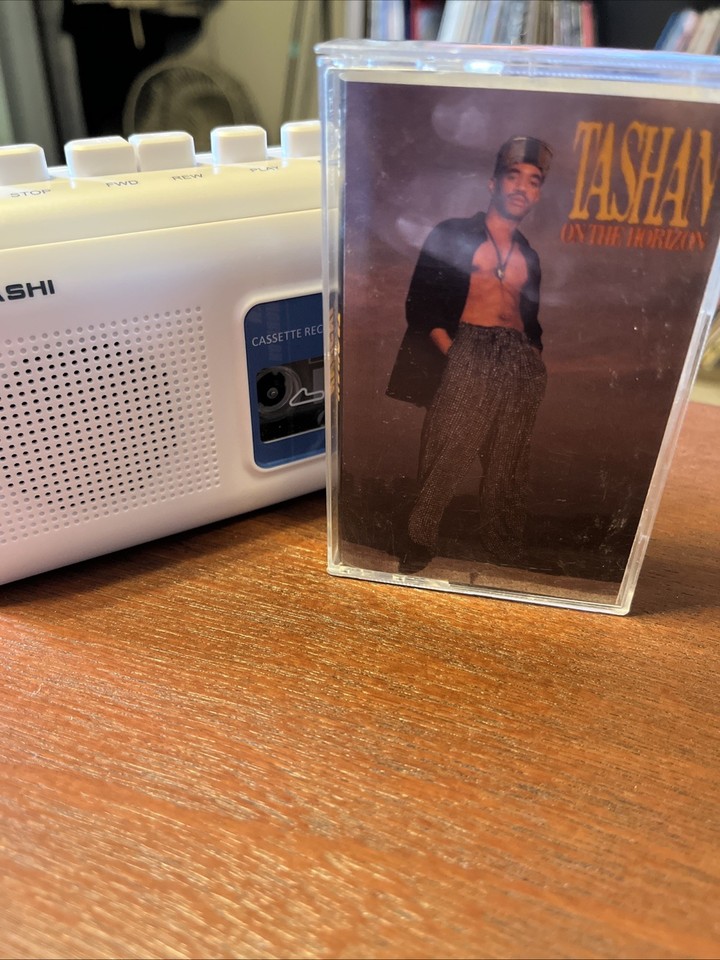 STOP
FWD
REW
PLAY
ASHI
CASSETTE REC
TASHAN
ON THE HORIZON